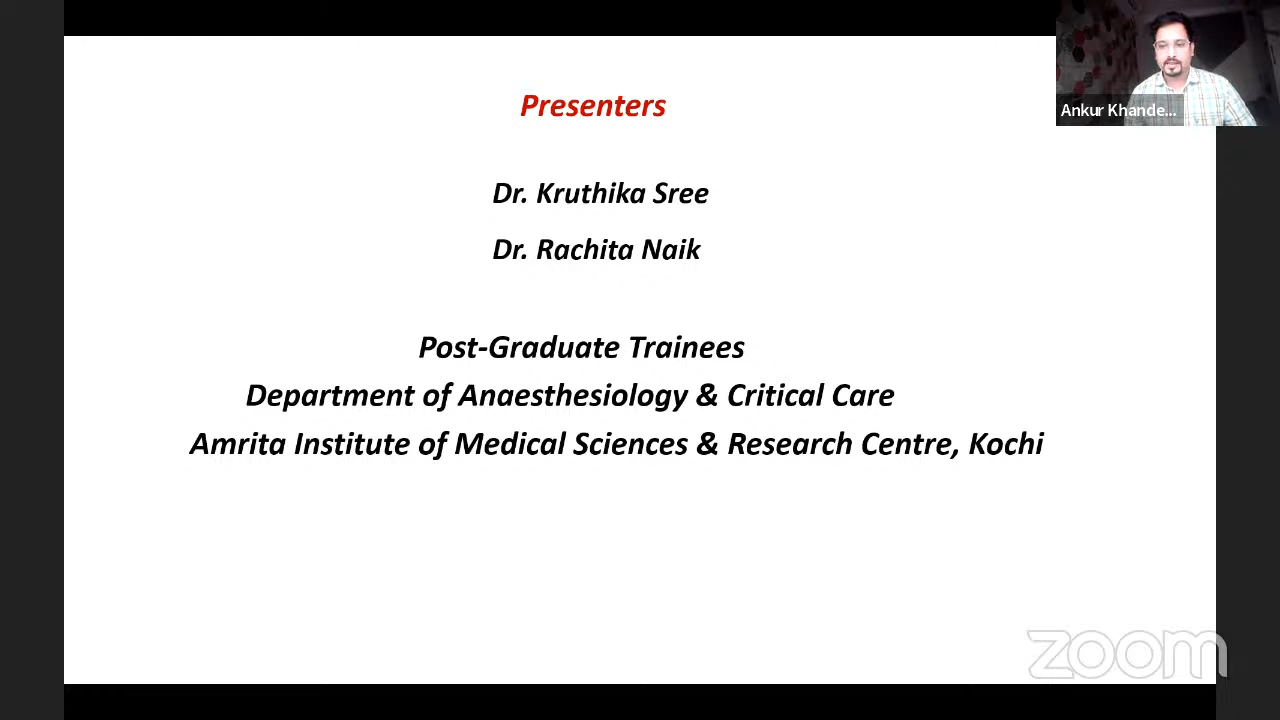 Presenters
Ankur Khande...
Dr. Kruthika Sree
Dr. Rachita Naik
Post-Graduate Trainees
Department of Anaesthesiology & Critical Care
Amrita Institute of Medical Sciences & Research Centre, Kochi
zoom